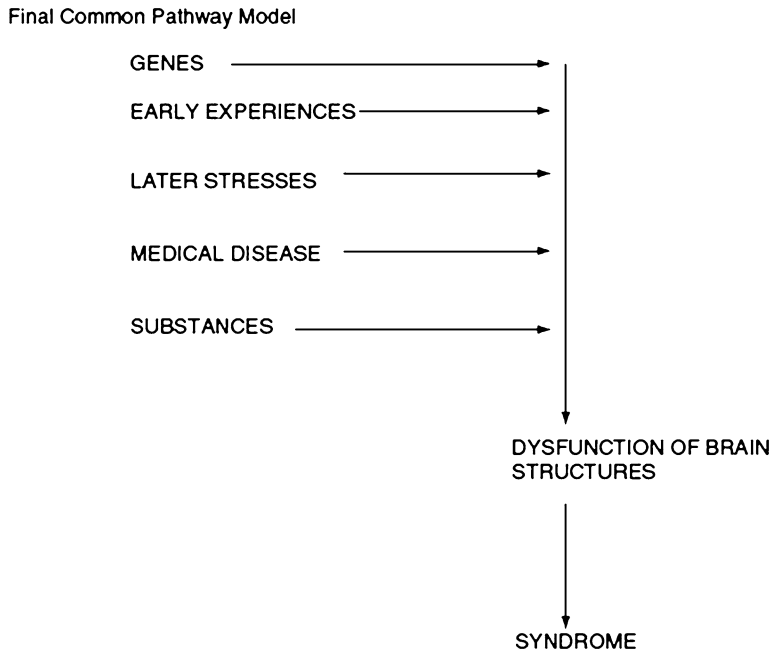 Final Common Pathway Model
GENES
EARLY EXPERIENCES
LATER STRESSES
MEDICAL DISEASE
SUBSTANCES
DYSFUNCTION OF BRAIN
STRUCTURES
SYNDROME